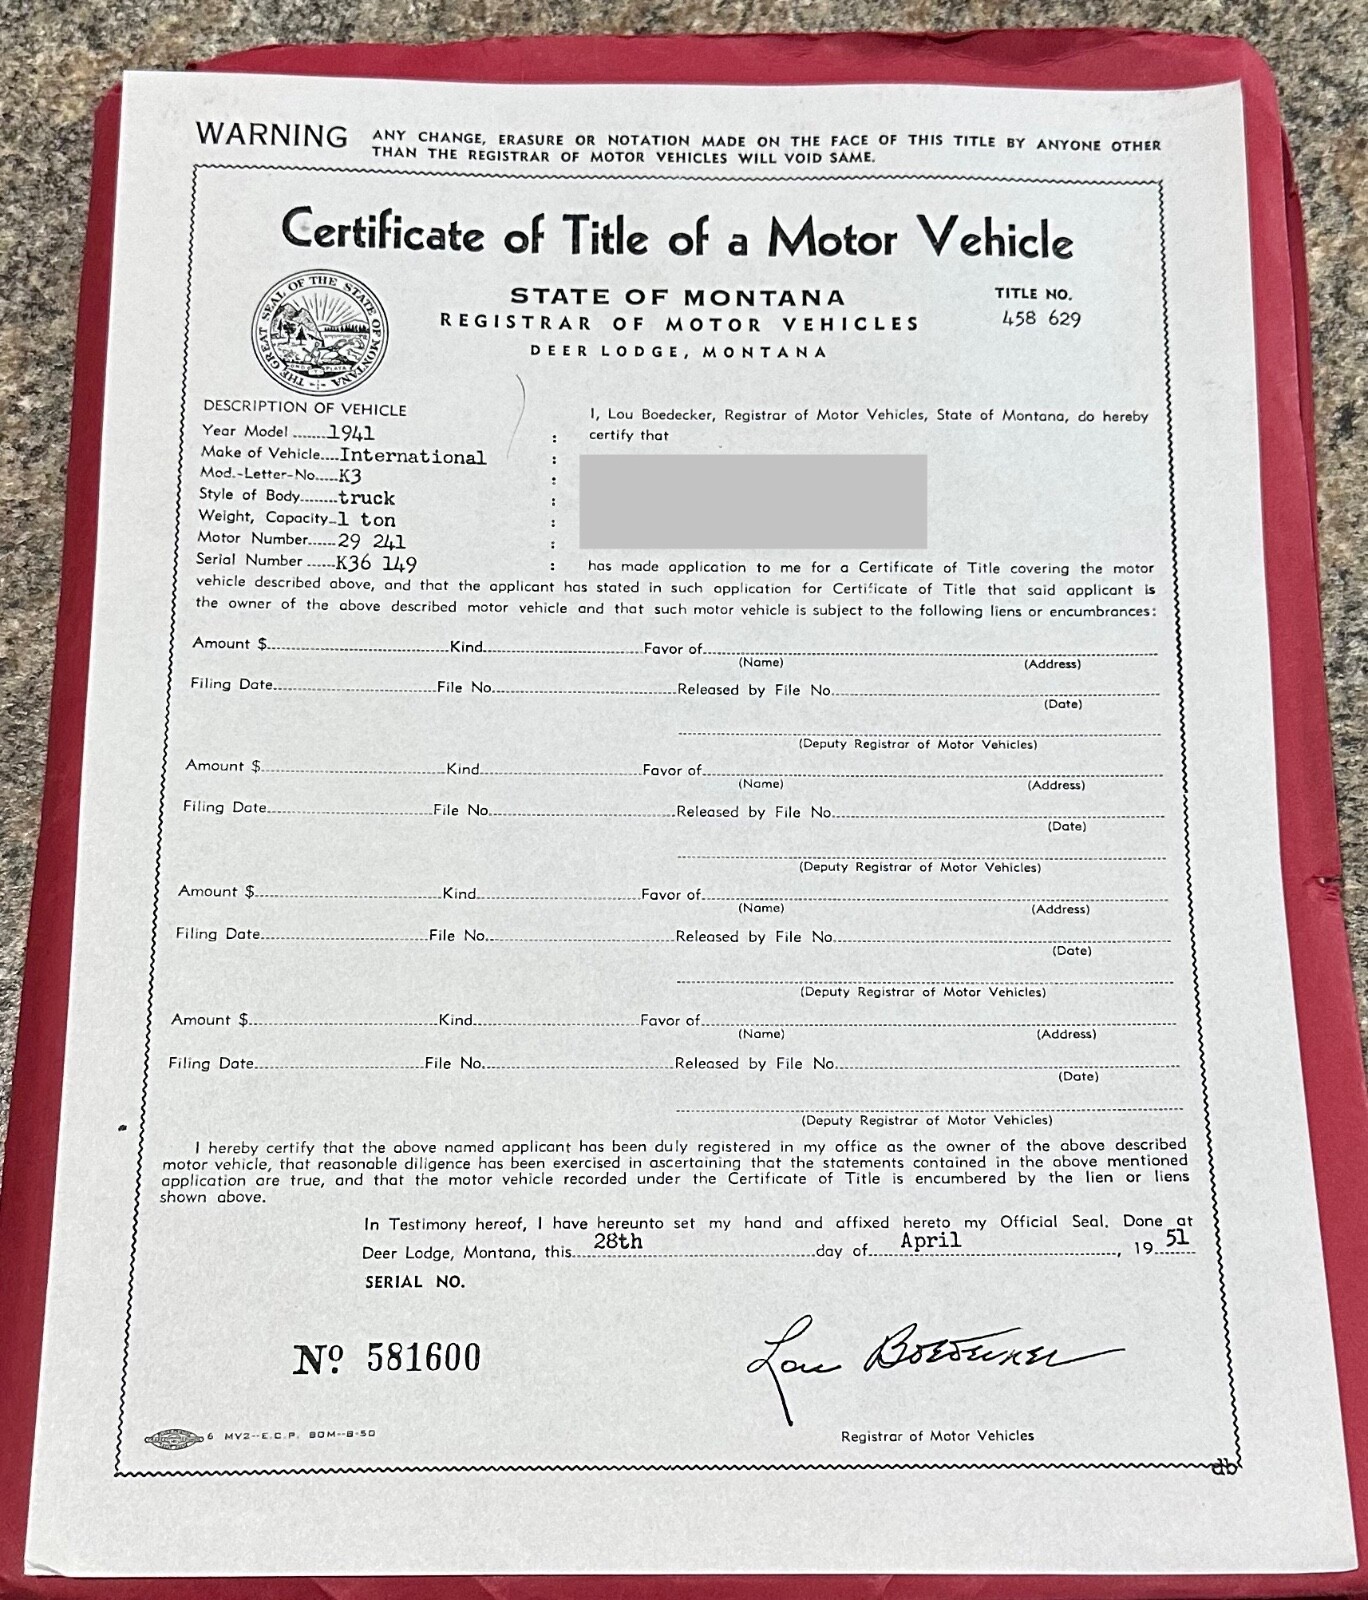 WARNING ANY CHANGE, ERASURE OR NOTATION MADE ON THE FACE OF THIS TITLE BY ANYONE OTHER
THAN THE REGISTRAR OF MOTOR VEHICLES WILL VOID SAME.
Certificate of Title of a Motor Vehicle
THE GREAT SEAL OF THE STATE OF MONTANA
STATE OF MONTANA
REGISTRAR OF MOTOR VEHICLES
DEER LODGE, MONTANA
TITLE NO.
458 629
DESCRIPTION OF VEHICLE
Year Model ....... 1941
Make of Vehicle.... International
Mod.-Letter-No..... K3
Style of Body........ truck
Weight, Capacity.. 1 ton
Motor Number...... 29 241
Serial Number ...... K36 149
I, Lou Boedecker, Registrar of Motor Vehicles, State of Montana, do hereby
certify that
has made application to me for a Certificate of Title covering the motor
vehicle described above, and that the applicant has stated in such application for Certificate of Title that said applicant is
the owner of the above described motor vehicle and that such motor vehicle is subject to the following liens or encumbrances:
Amount $ Kind Favor of
(Name) (Address)
Filing Date File No. Released by File No.
(Date)
(Deputy Registrar of Motor Vehicles)
Amount $ Kind Favor of
(Name) (Address)
Filing Date File No. Released by File No.
(Date)
(Deputy Registrar of Motor Vehicles)
Amount $ Kind Favor of
(Name) (Address)
Filing Date File No. Released by File No.
(Date)
(Deputy Registrar of Motor Vehicles)
Amount $ Kind Favor of
(Name) (Address)
Filing Date File No. Released by File No.
(Date)
(Deputy Registrar of Motor Vehicles)
I hereby certify that the above named applicant has been duly registered in my office as the owner of the above described
motor vehicle, that reasonable diligence has been exercised in ascertaining that the statements contained in the above mentioned
application are true, and that the motor vehicle recorded under the Certificate of Title is encumbered by the lien or liens
shown above.
In Testimony hereof, I have hereunto set my hand and affixed hereto my Official Seal. Done at
Deer Lodge, Montana, this 28th day of April, 19 51
SERIAL NO.
Nº 581600
Lou Boedecker
6 MV2--E.C.P. 80M--8-50
Registrar of Motor Vehicles
db